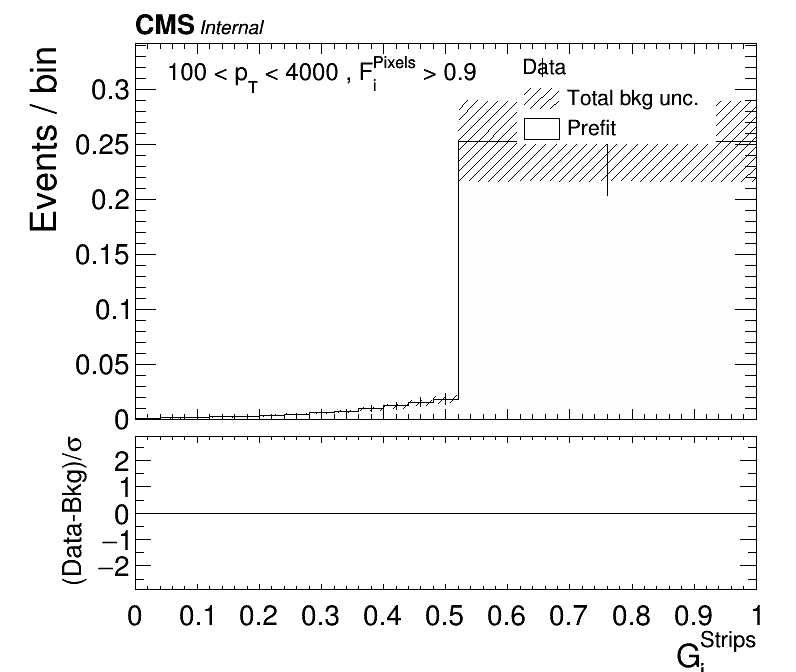 CMS Internal
100 < p_T < 4000 , F_i^Pixels > 0.9
Data
Total bkg unc.
Prefit
Events / bin
0.3
0.25
0.2
0.15
0.1
0.05
0
(Data-Bkg)/σ
2
1
0
−1
−2
0 0.1 0.2 0.3 0.4 0.5 0.6 0.7 0.8 0.9 1
G_i^Strips